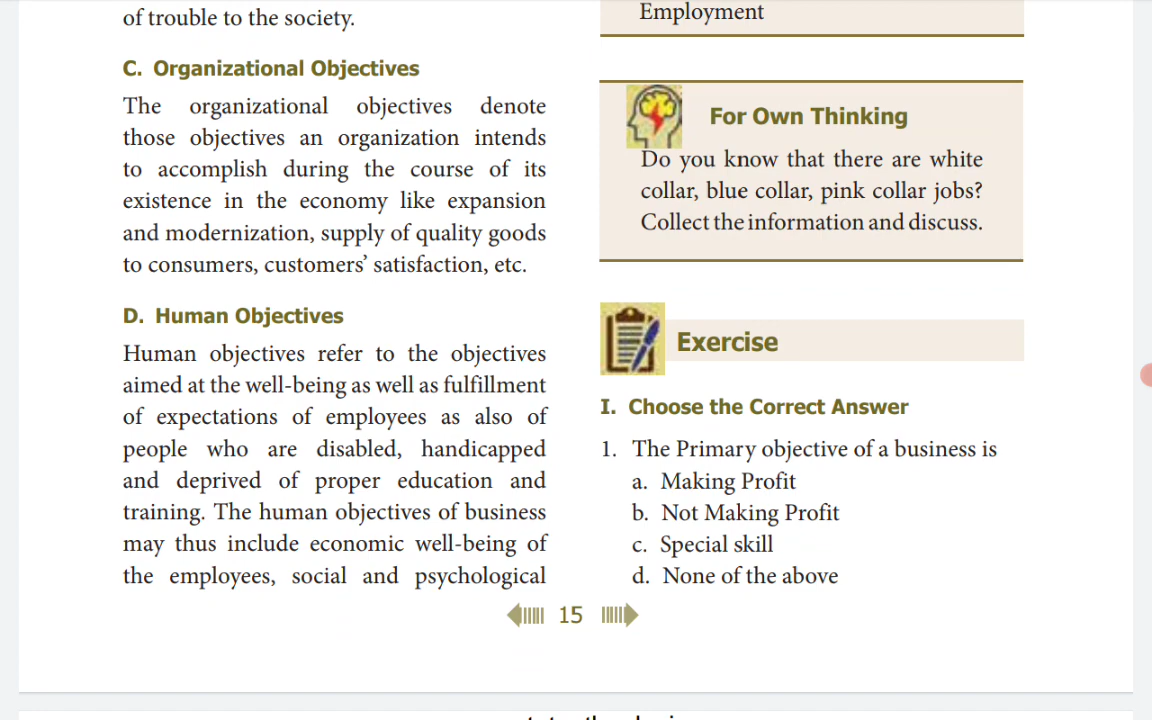 of trouble to the society.
C. Organizational Objectives
The organizational objectives denote
those objectives an organization intends
to accomplish during the course of its
existence in the economy like expansion
and modernization, supply of quality goods
to consumers, customers’ satisfaction, etc.
D. Human Objectives
Human objectives refer to the objectives
aimed at the well-being as well as fulfillment
of expectations of employees as also of
people who are disabled, handicapped
and deprived of proper education and
training. The human objectives of business
may thus include economic well-being of
the employees, social and psychological
Employment
For Own Thinking
Do you know that there are white
collar, blue collar, pink collar jobs?
Collect the information and discuss.
Exercise
I. Choose the Correct Answer
1. The Primary objective of a business is
a. Making Profit
b. Not Making Profit
c. Special skill
d. None of the above
15